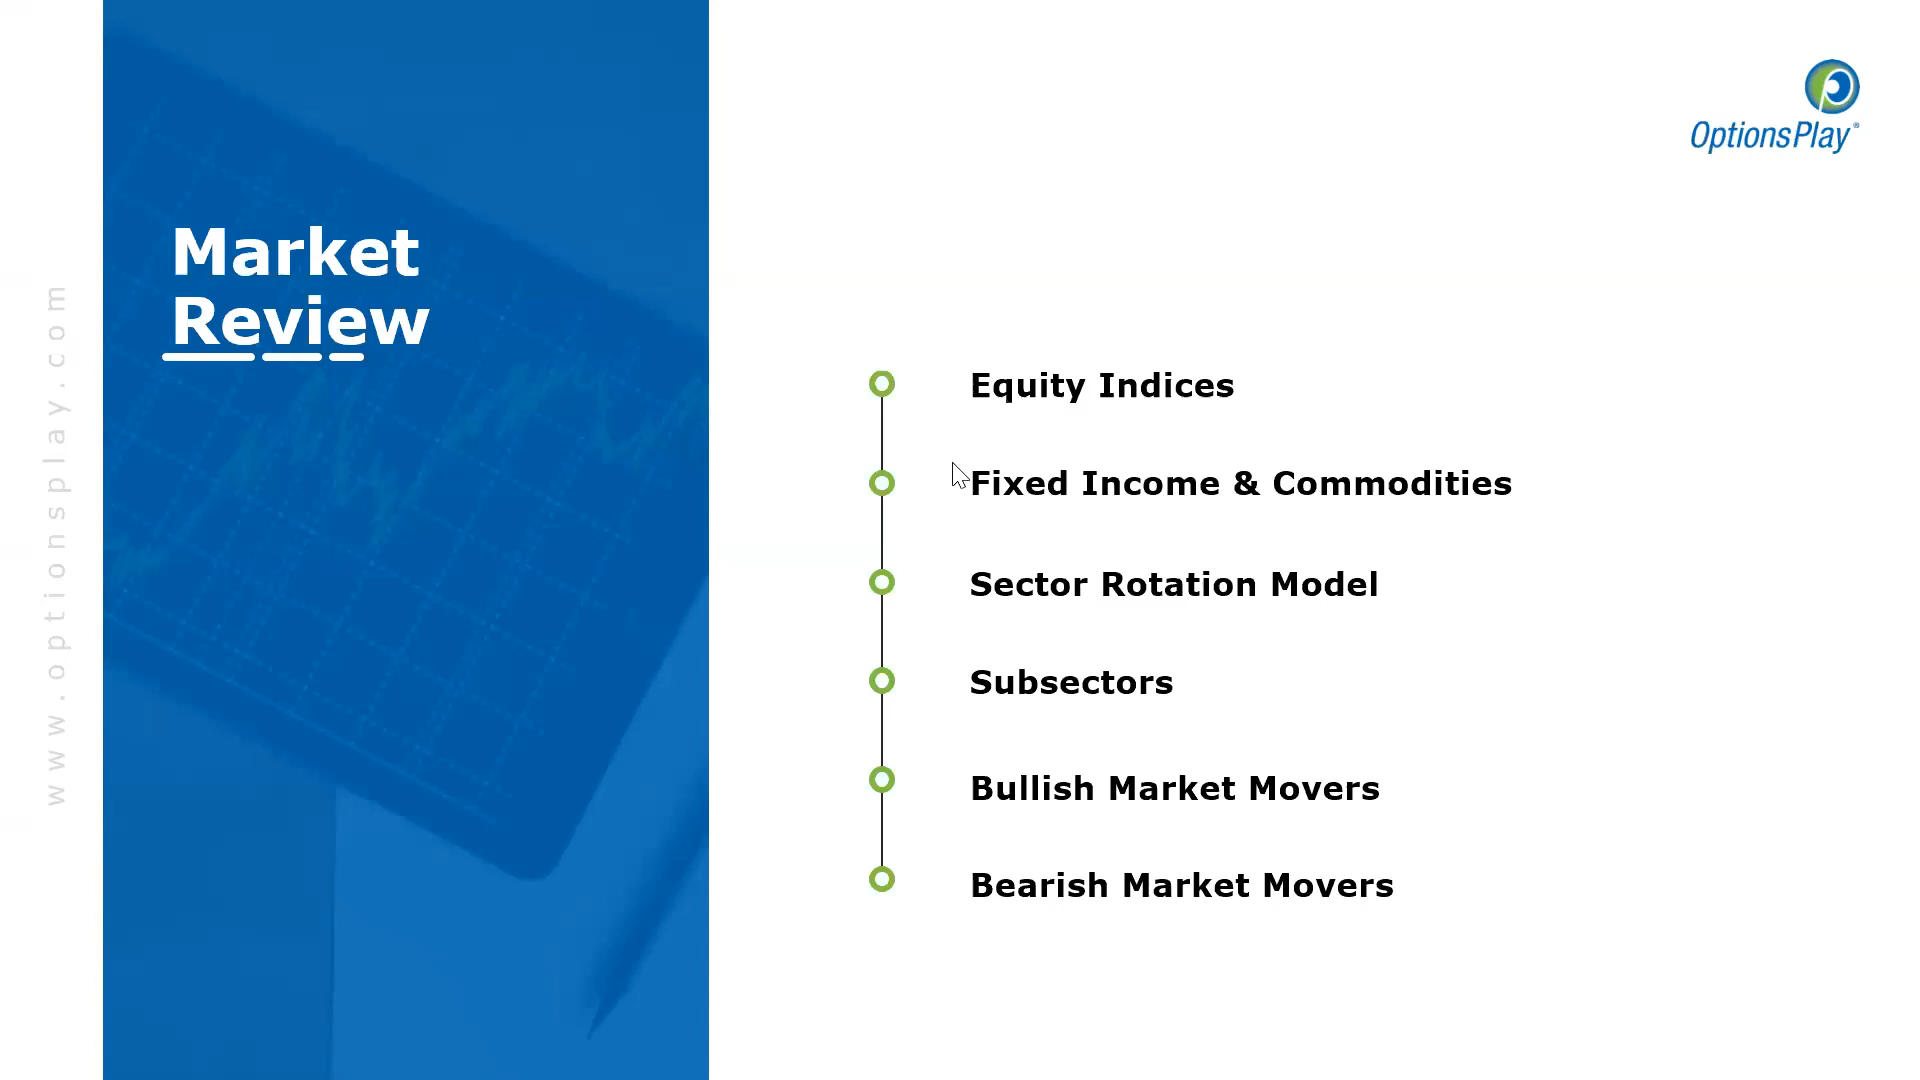 www.optionsplay.com
Market
Review
OptionsPlay®
Equity Indices
Fixed Income & Commodities
Sector Rotation Model
Subsectors
Bullish Market Movers
Bearish Market Movers